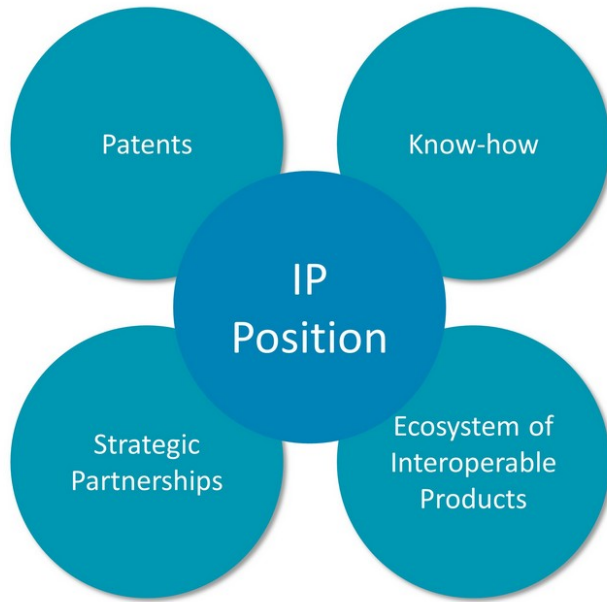 Patents
Know-how
IP
Position
Strategic
Partnerships
Ecosystem of
Interoperable
Products